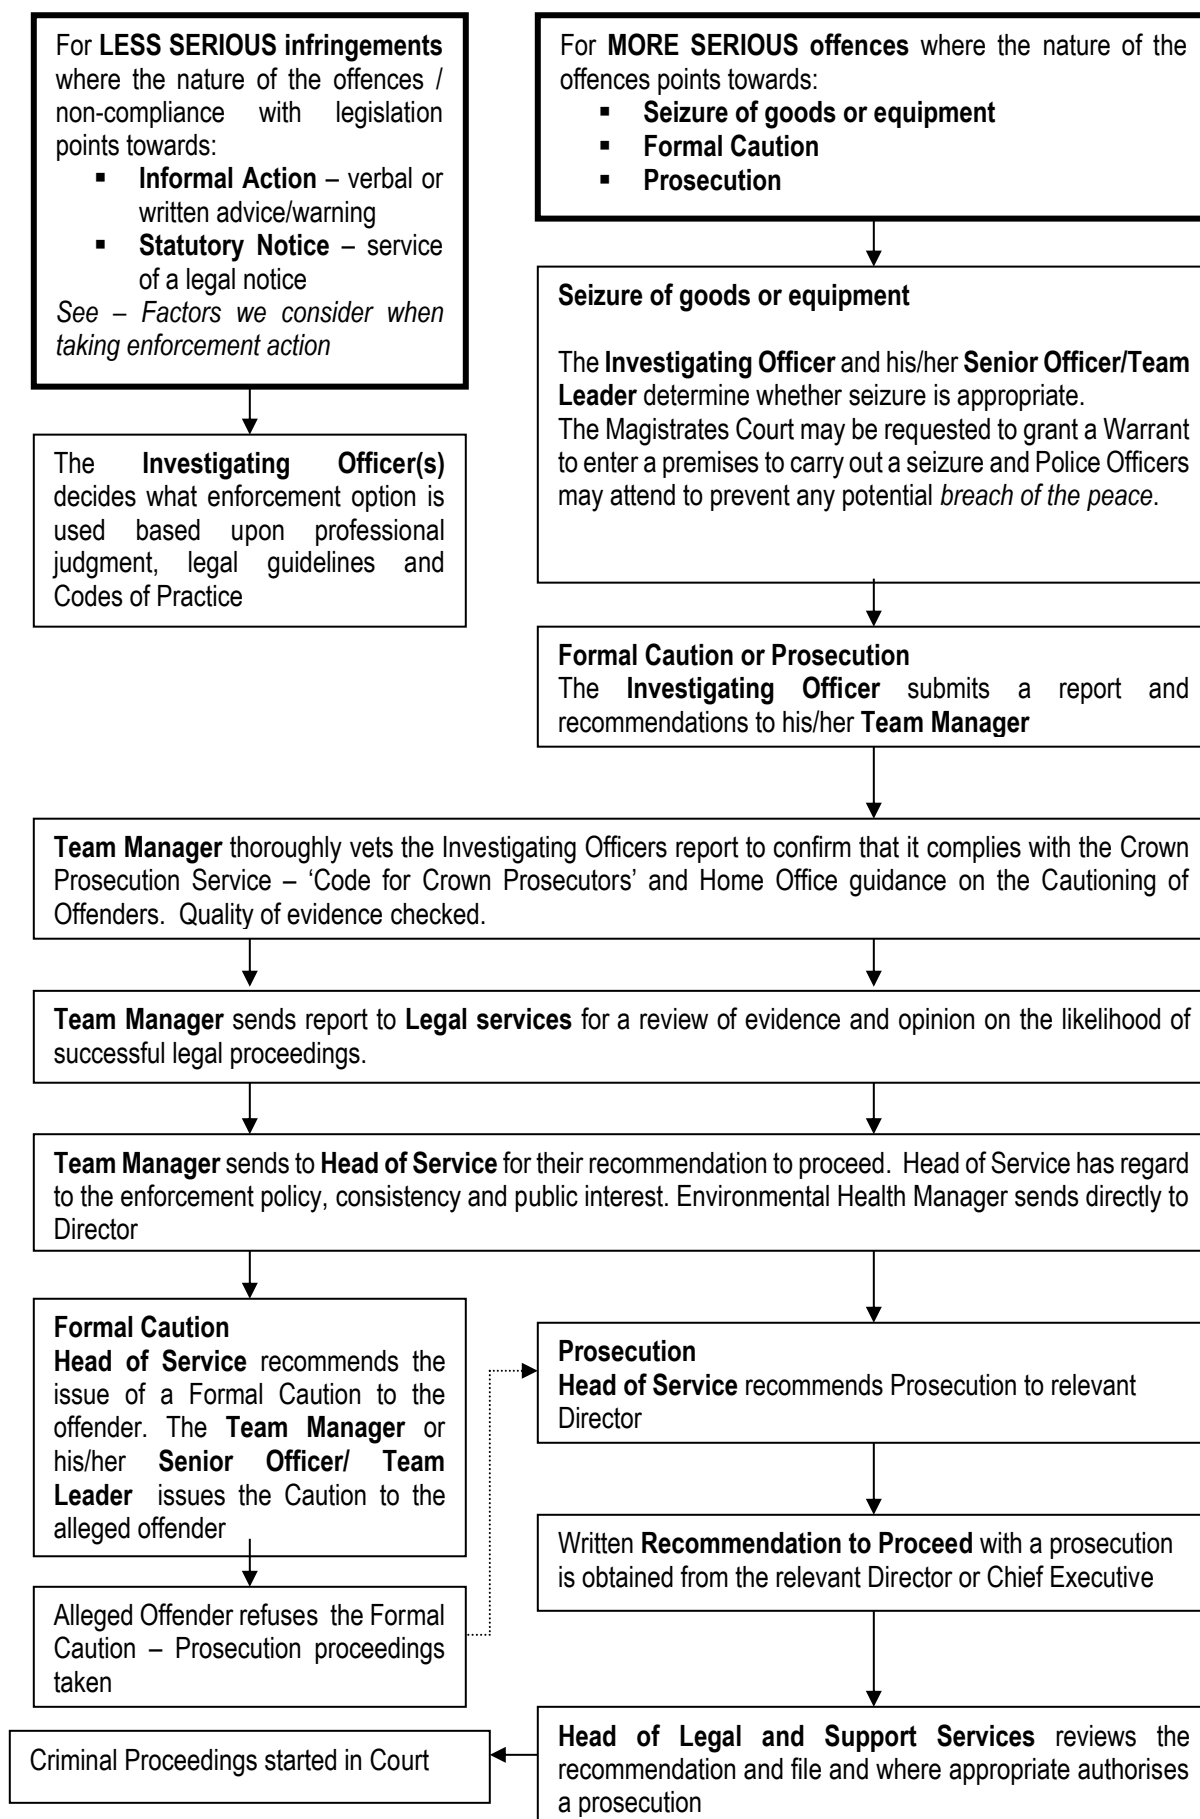 For LESS SERIOUS infringements
where the nature of the offences /
non-compliance with legislation
points towards:
▪ Informal Action – verbal or
written advice/warning
▪ Statutory Notice – service
of a legal notice
See – Factors we consider when
taking enforcement action
For MORE SERIOUS offences where the nature of the
offences points towards:
▪ Seizure of goods or equipment
▪ Formal Caution
▪ Prosecution
The Investigating Officer(s)
decides what enforcement option is
used based upon professional
judgment, legal guidelines and
Codes of Practice
Seizure of goods or equipment
The Investigating Officer and his/her Senior Officer/Team
Leader determine whether seizure is appropriate.
The Magistrates Court may be requested to grant a Warrant
to enter a premises to carry out a seizure and Police Officers
may attend to prevent any potential breach of the peace.
Formal Caution or Prosecution
The Investigating Officer submits a report and
recommendations to his/her Team Manager
Team Manager thoroughly vets the Investigating Officers report to confirm that it complies with the Crown
Prosecution Service – ‘Code for Crown Prosecutors’ and Home Office guidance on the Cautioning of
Offenders. Quality of evidence checked.
Team Manager sends report to Legal services for a review of evidence and opinion on the likelihood of
successful legal proceedings.
Team Manager sends to Head of Service for their recommendation to proceed. Head of Service has regard
to the enforcement policy, consistency and public interest. Environmental Health Manager sends directly to
Director
Formal Caution
Head of Service recommends the
issue of a Formal Caution to the
offender. The Team Manager or
his/her Senior Officer/ Team
Leader issues the Caution to the
alleged offender
Alleged Offender refuses the Formal
Caution – Prosecution proceedings
taken
Prosecution
Head of Service recommends Prosecution to relevant
Director
Written Recommendation to Proceed with a prosecution
is obtained from the relevant Director or Chief Executive
Head of Legal and Support Services reviews the
recommendation and file and where appropriate authorises
a prosecution
Criminal Proceedings started in Court